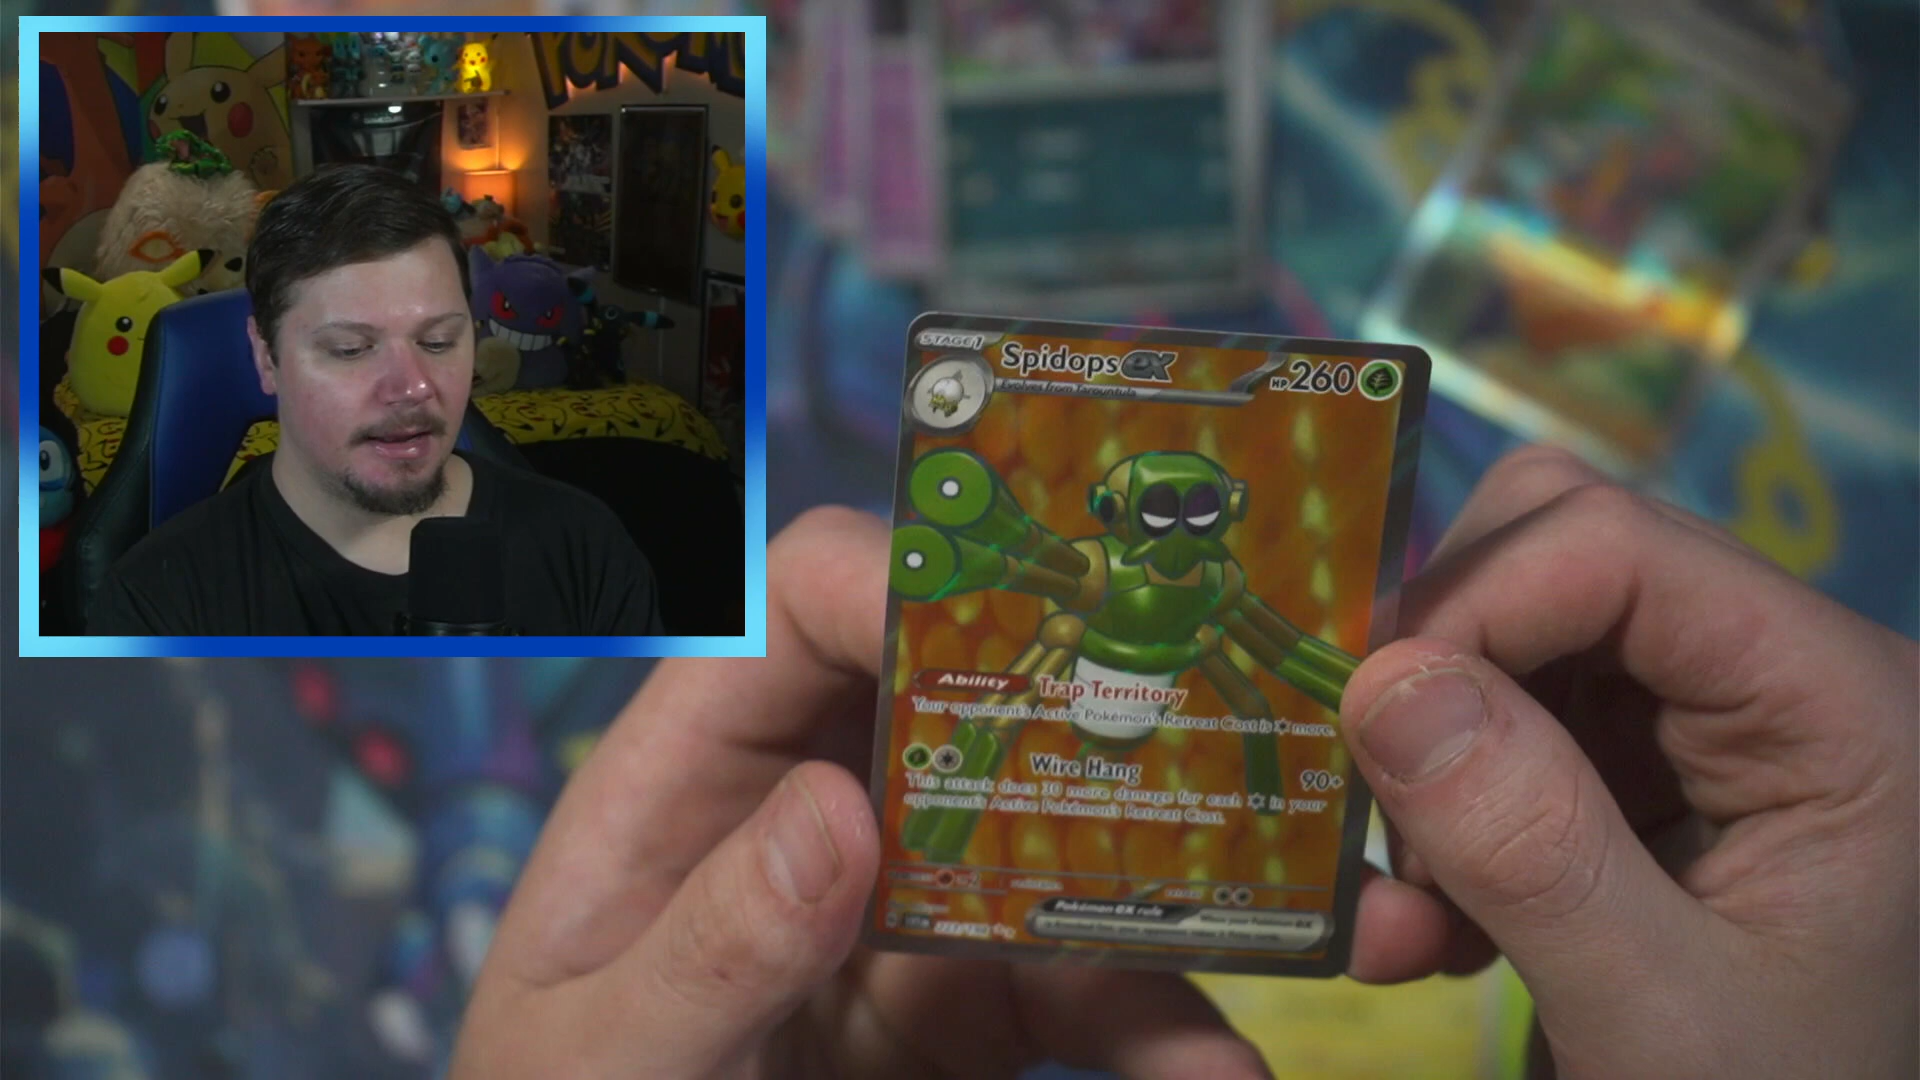 POKéM
STAGE 1
Spidops ex
HP 260
Evolves from Tarountula
Ability Trap Territory
Your opponent's Active Pokémon's Retreat Cost is more.
Wire Hang 90+
This attack does 30 more damage for each in your
opponent's Active Pokémon's Retreat Cost.
Pokémon ex rule